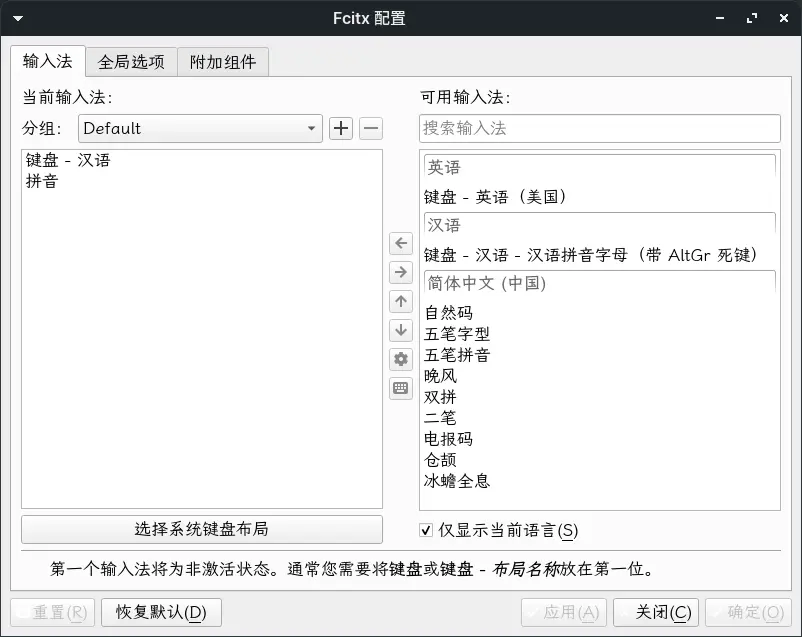 Fcitx 配置
输入法 全局选项 附加组件
当前输入法:
分组: Default
键盘 - 汉语
拼音
选择系统键盘布局
可用输入法:
搜索输入法
英语
键盘 - 英语（美国）
汉语
键盘 - 汉语 - 汉语拼音字母（带 AltGr 死键）
简体中文 (中国)
自然码
五笔字型
五笔拼音
晚风
双拼
二笔
电报码
仓颉
冰蟾全息
仅显示当前语言(S)
第一个输入法将为非激活状态。通常您需要将键盘或键盘 - 布局名称放在第一位。
重置(R) 恢复默认(D) 应用(A) 关闭(C) 确定(O)